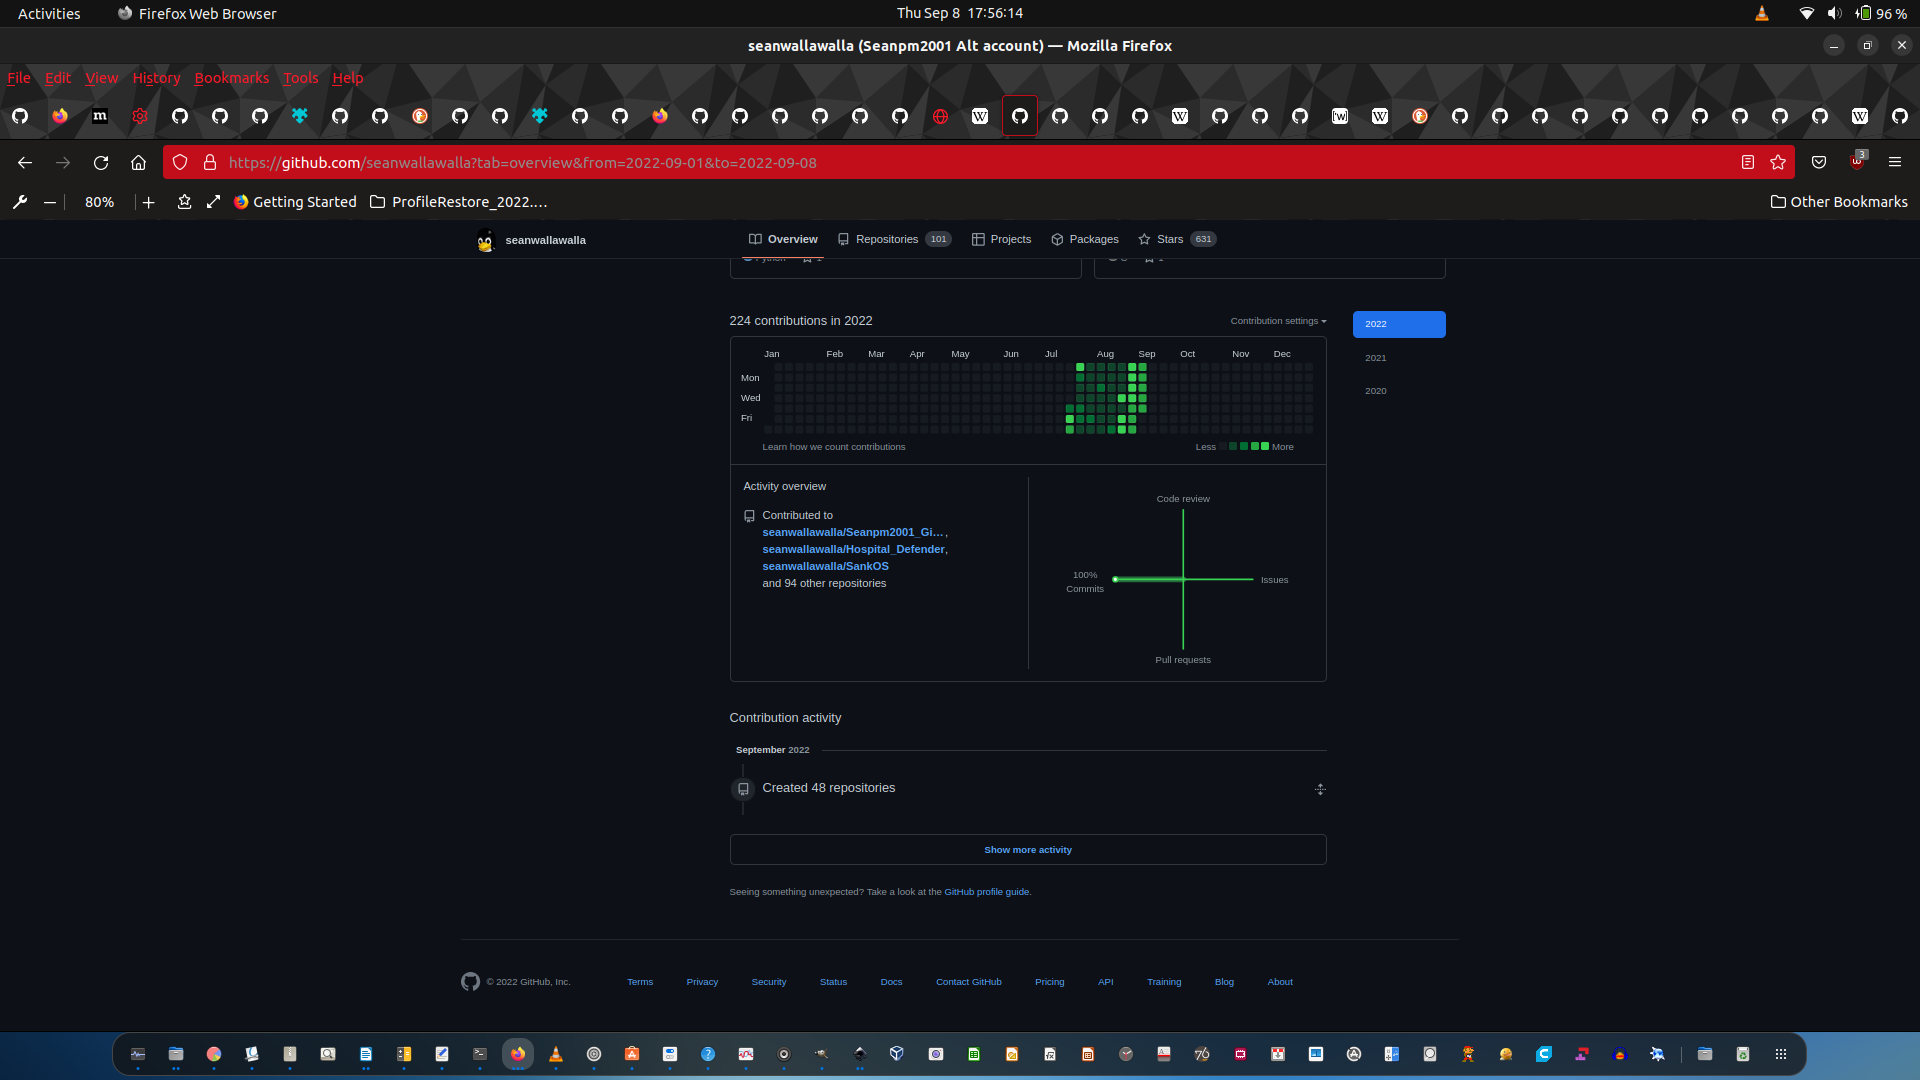 Activities Firefox Web Browser Thu Sep 8 17:56:14 96 %
seanwallawalla (Seanpm2001 Alt account) — Mozilla Firefox
File Edit View History Bookmarks Tools Help
https://github.com/seanwallawalla?tab=overview&from=2022-09-01&to=2022-09-08 3
80% Getting Started ProfileRestore_2022.… Other Bookmarks
seanwallawalla Overview Repositories 101 Projects Packages Stars 631
224 contributions in 2022 Contribution settings 2022
Jan Feb Mar Apr May Jun Jul Aug Sep Oct Nov Dec
2021
Mon
2020
Wed
Fri
Learn how we count contributions Less More
Activity overview
Contributed to
seanwallawalla/Seanpm2001_Gi… ,
seanwallawalla/Hospital_Defender,
seanwallawalla/SankOS
and 94 other repositories
Code review
100%
Commits
Issues
Pull requests
Contribution activity
September 2022
Created 48 repositories
Show more activity
Seeing something unexpected? Take a look at the GitHub profile guide.
© 2022 GitHub, Inc. Terms Privacy Security Status Docs Contact GitHub Pricing API Training Blog About